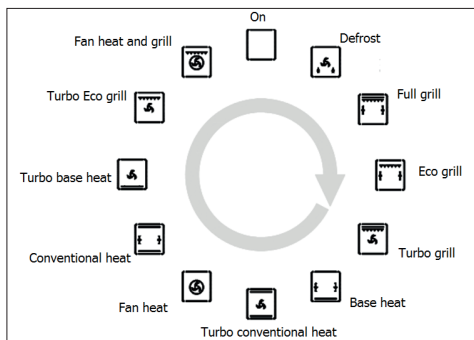 On
Fan heat and grill
Defrost
Turbo Eco grill
Full grill
Turbo base heat
Eco grill
Conventional heat
Turbo grill
Fan heat
Base heat
Turbo conventional heat